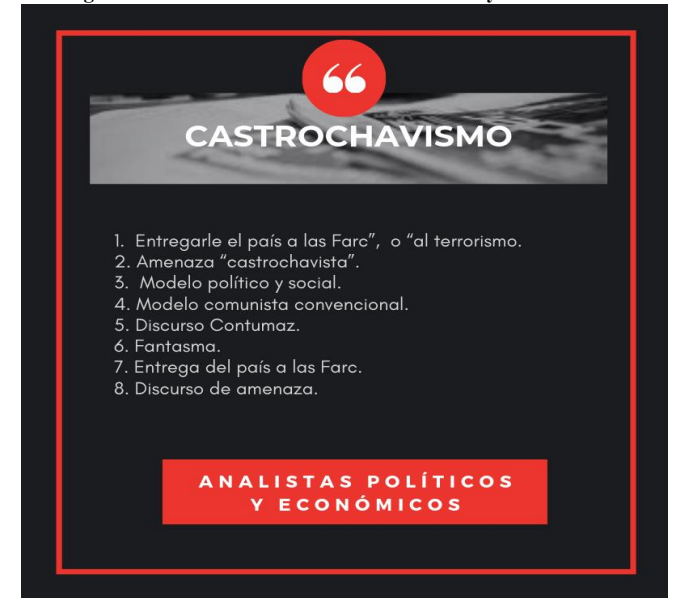 ❝
CASTROCHAVISMO
1. Entregarle el país a las Farc”, o “al terrorismo.
2. Amenaza “castrochavista”.
3. Modelo político y social.
4. Modelo comunista convencional.
5. Discurso Contumaz.
6. Fantasma.
7. Entrega del país a las Farc.
8. Discurso de amenaza.
ANALISTAS POLÍTICOS
Y ECONÓMICOS